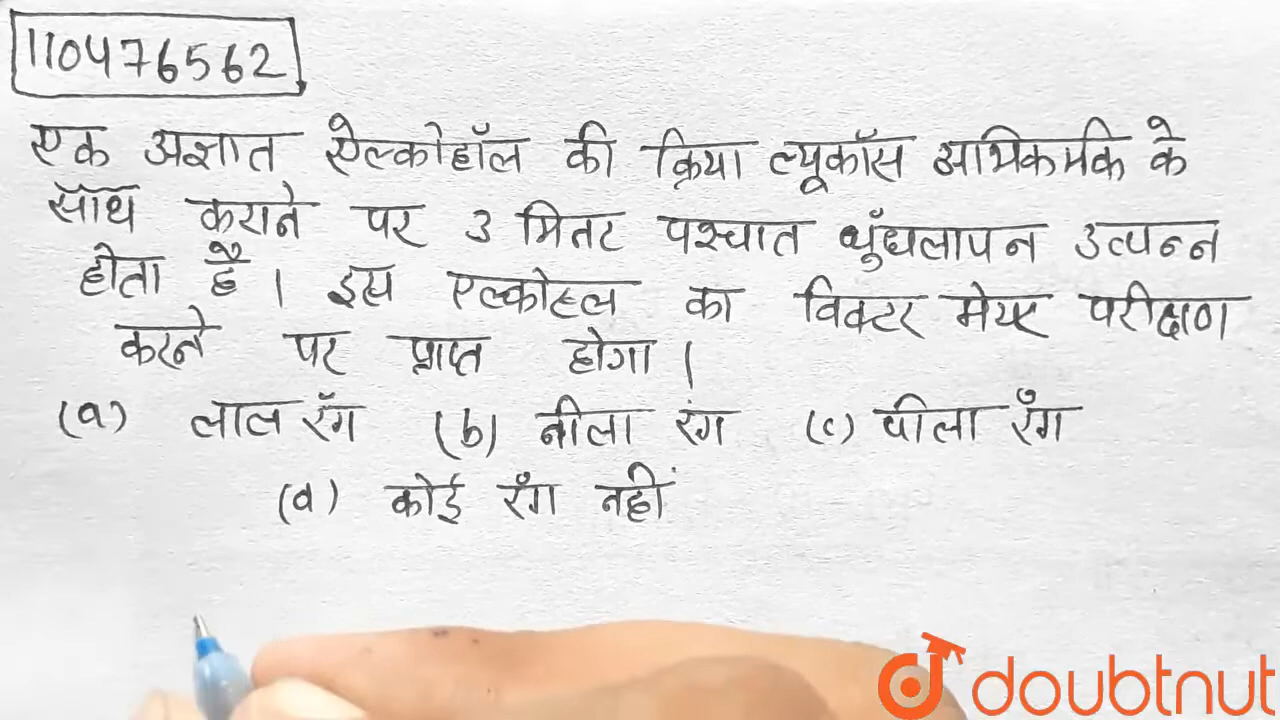 110476562
एक अज्ञात ऐल्कोहॉल की क्रिया ल्यूकॉस अभिकर्मक के
साथ कराने पर 3 मिनट पश्चात धुँधलापन उत्पन्न
होता है। इस एल्कोहल का विक्टर मेयर परीक्षण
करने पर प्राप्त होगा।
(a) लाल रँग (b) नीला रंग (c) पीला रँग
(d) कोई रँग नहीं
doubtnut